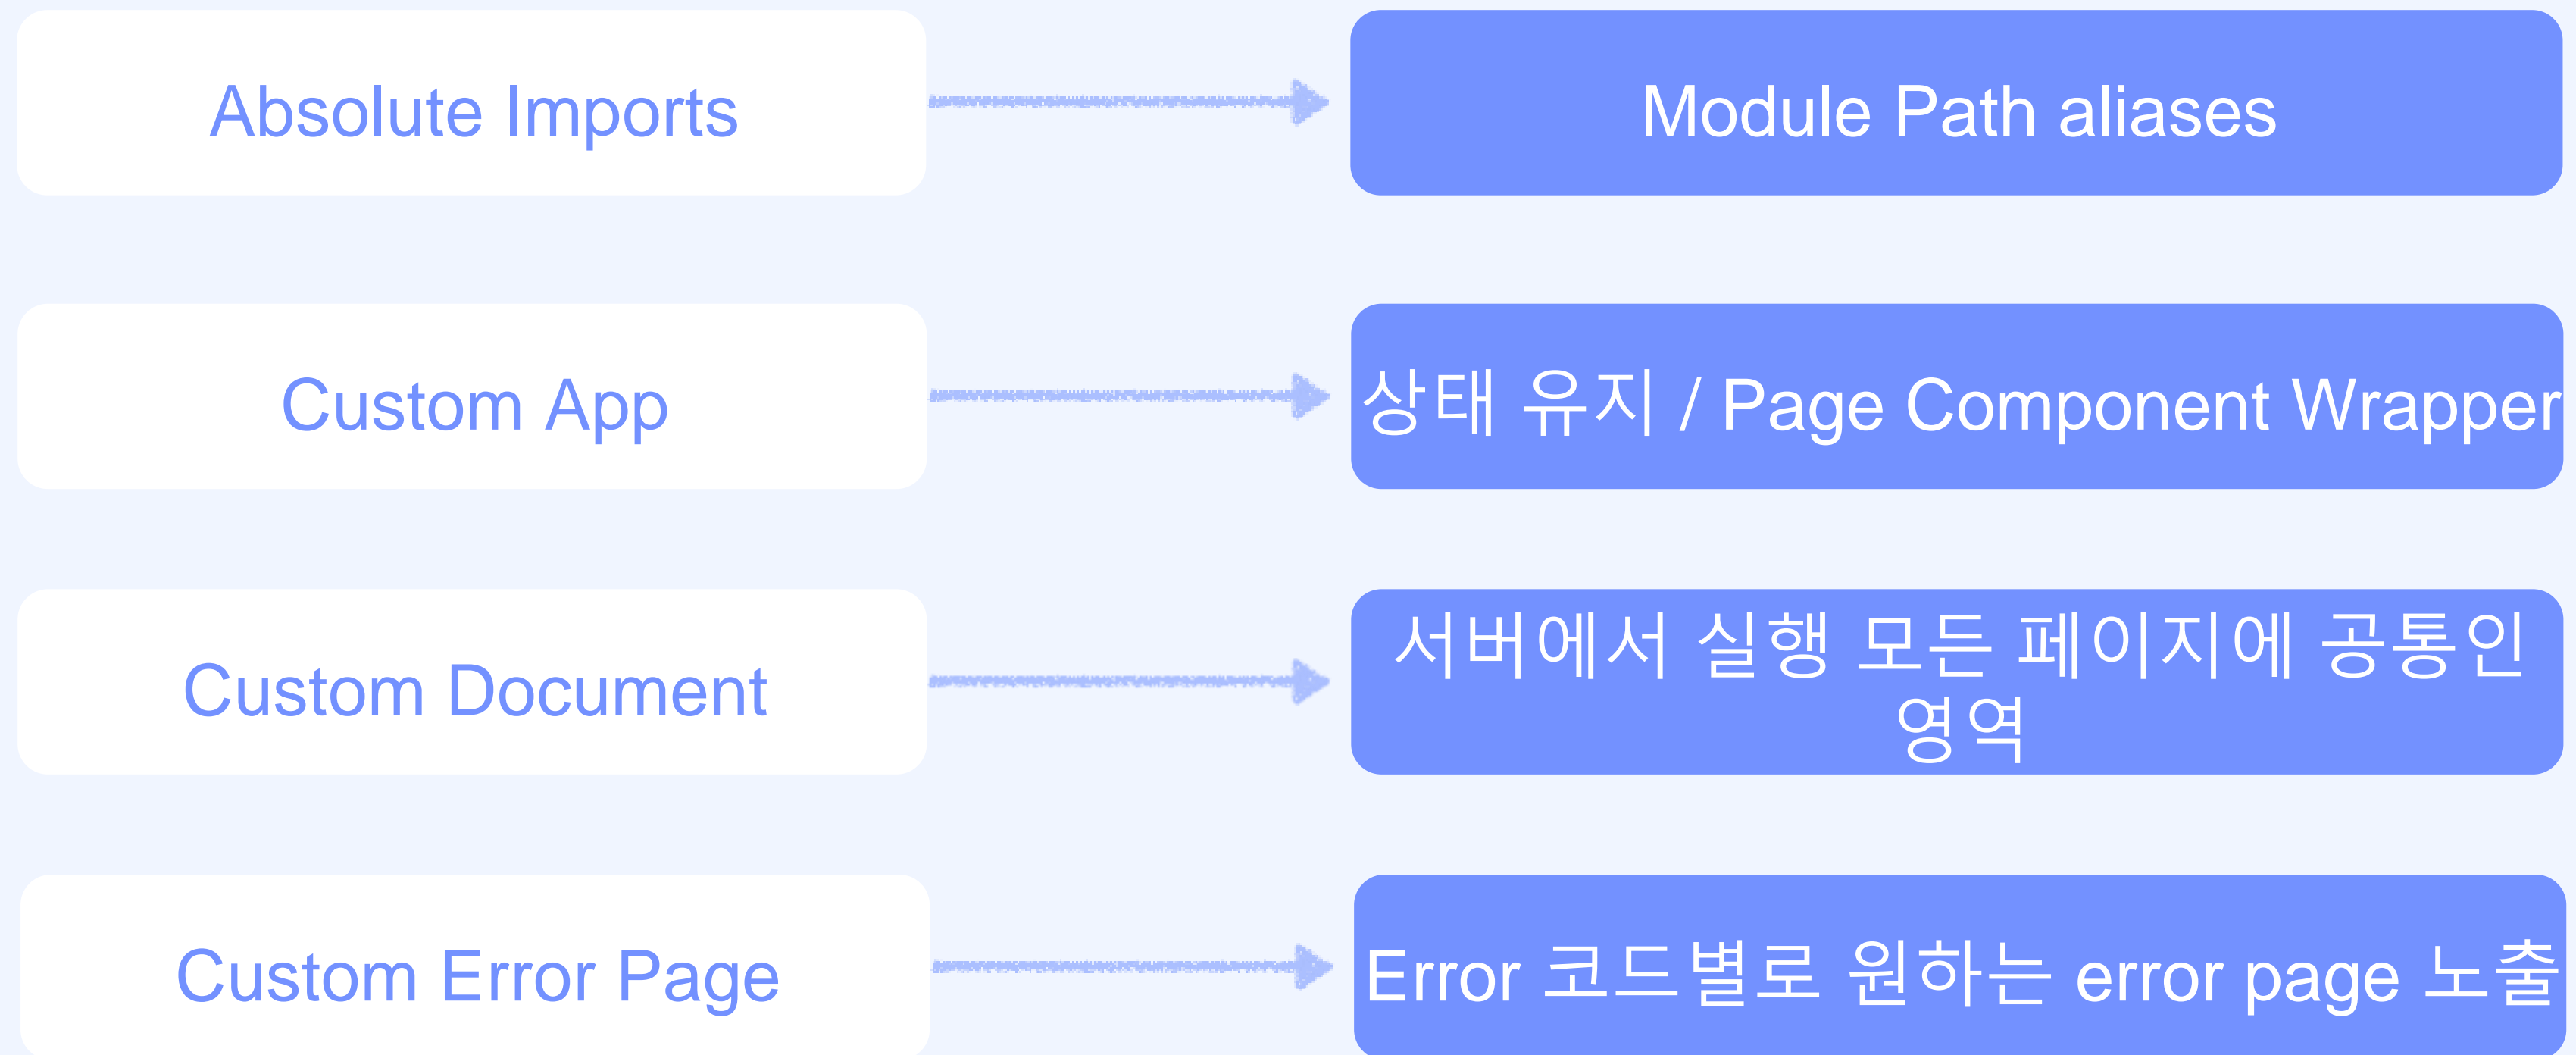 Absolute Imports
Module Path aliases
Custom App
상태 유지 / Page Component Wrapper
Custom Document
서버에서 실행 모든 페이지에 공통인
영역
Custom Error Page
Error 코드별로 원하는 error page 노출